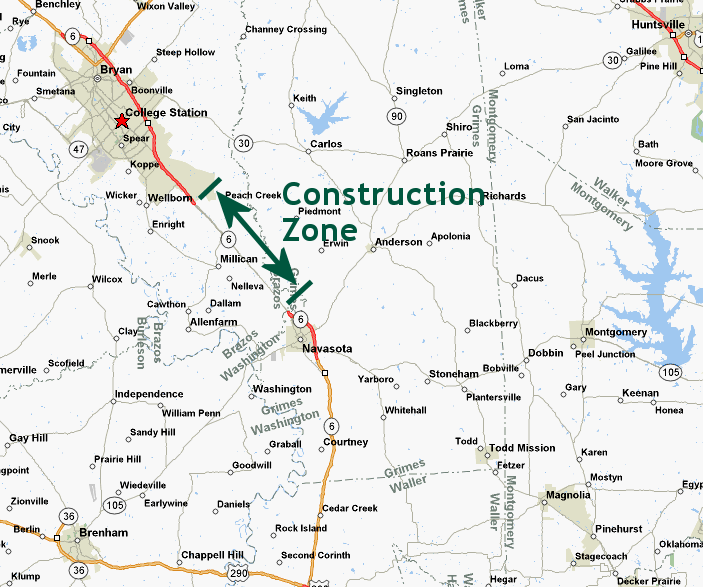 Benchley
Wixon Valley
Rye
6
Channey Crossing
Walker
Grimes
Huntsville
Steep Hollow
30
Galilee
Fountain
Bryan
Lorna
Pine Hill
Smetana
Boonville
Keith
Singleton
Montgomery
Grimes
City
College Station
90
San Jacinto
Spear
Shiro
47
30
Carlos
Roans Prairie
Bath
Koppe
Moore Grove
Wicker
Wellborn
Peach Creek
Construction
Zone
Richards
Walker
Montgomery
Piedmont
Enright
6
Erwin
Anderson
Apolonia
Snook
Millican
Grimes
Brazos
Merle
Wilcox
Nelleva
Dacus
Cawthon
Dallam
Allenfarm
6
Blackberry
Montgomery
Clay
Brazos
Burleson
Brazos
Washington
Navasota
Dobbin
Peel Junction
Scofield
merville
Bobville
105
Yarboro
Stoneham
Washington
Independence
Plantersville
Gary
Keenan
Honea
William Penn
Grimes
Washington
Whitehall
Gay Hill
Sandy Hill
6
Graball
Courtney
Todd
Todd Mission
Karen
ngpoint
Prairie Hill
Goodwill
Grimes
Waller
Fetzer
Mostyn
Wiedeville
Zionville
105
Earlywine
Daniels
Cedar Creek
Montgomery
Waller
Magnolia
Egyp
36
Berlin
Brenham
Rock Island
Pinehurst
Chappell Hill
Second Corinth
Stagecoach
Oklahoma
Klump
36
290
Hegar
Decker Prairie